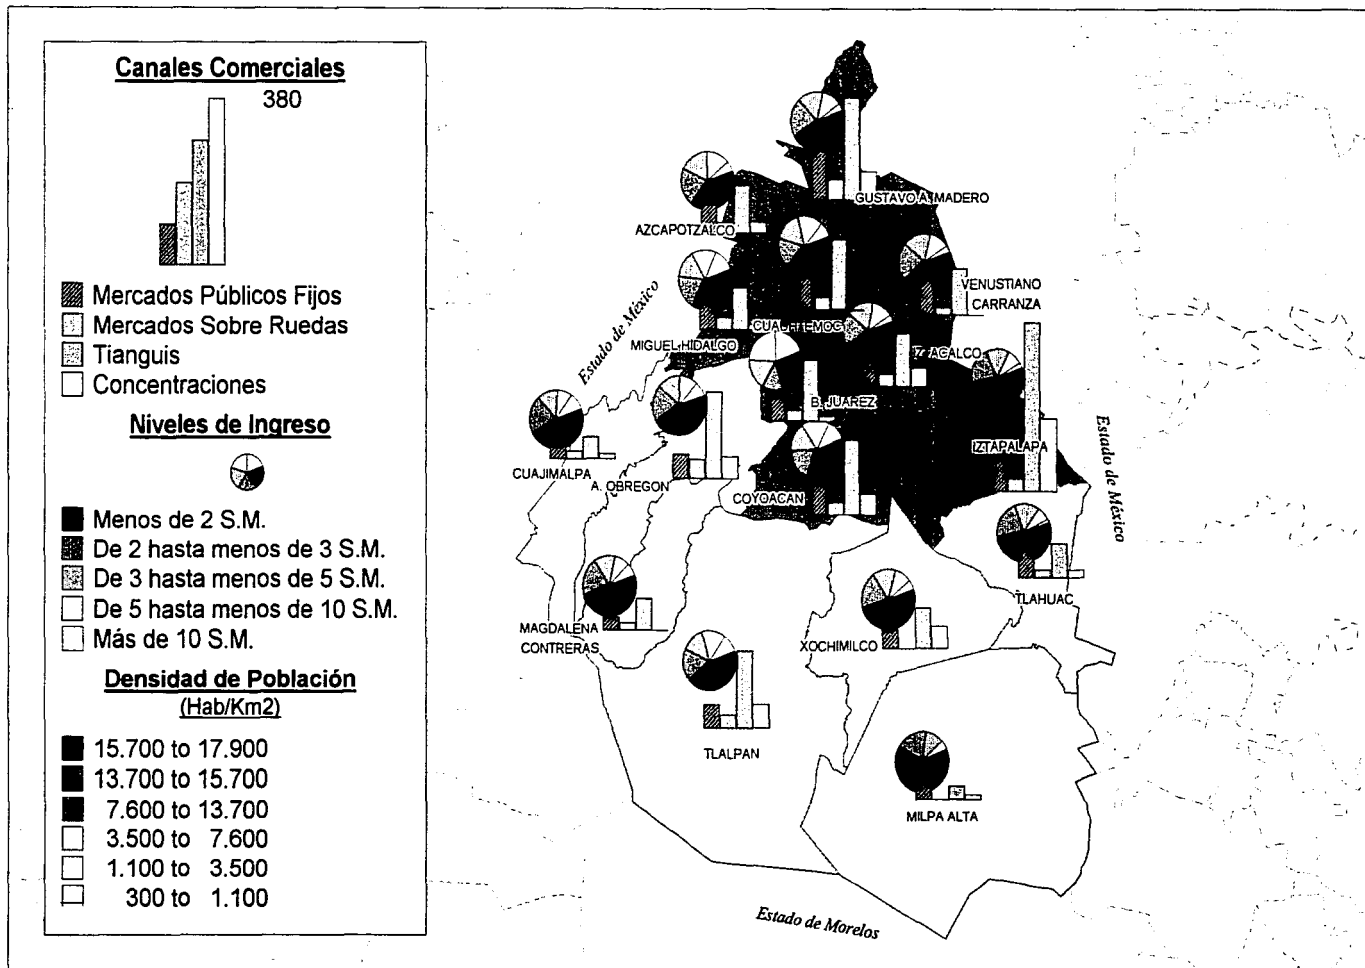 Canales Comerciales
380
Mercados Públicos Fijos
Mercados Sobre Ruedas
Tianguis
Concentraciones
Niveles de Ingreso
Menos de 2 S.M.
De 2 hasta menos de 3 S.M.
De 3 hasta menos de 5 S.M.
De 5 hasta menos de 10 S.M.
Más de 10 S.M.
Densidad de Población
(Hab/Km2)
15.700 to 17.900
13.700 to 15.700
7.600 to 13.700
3.500 to 7.600
1.100 to 3.500
300 to 1.100
GUSTAVO A. MADERO
AZCAPOTZALCO
VENUSTIANO
CARRANZA
Estado de México
CUAUHTEMOC
MIGUEL HIDALGO
IZTACALCO
B. JUAREZ
IZTAPALAPA
Estado de México
CUAJIMALPA
A. OBREGON
COYOACAN
TLAHUAC
MAGDALENA
CONTRERAS
XOCHIMILCO
TLALPAN
MILPA ALTA
Estado de Morelos